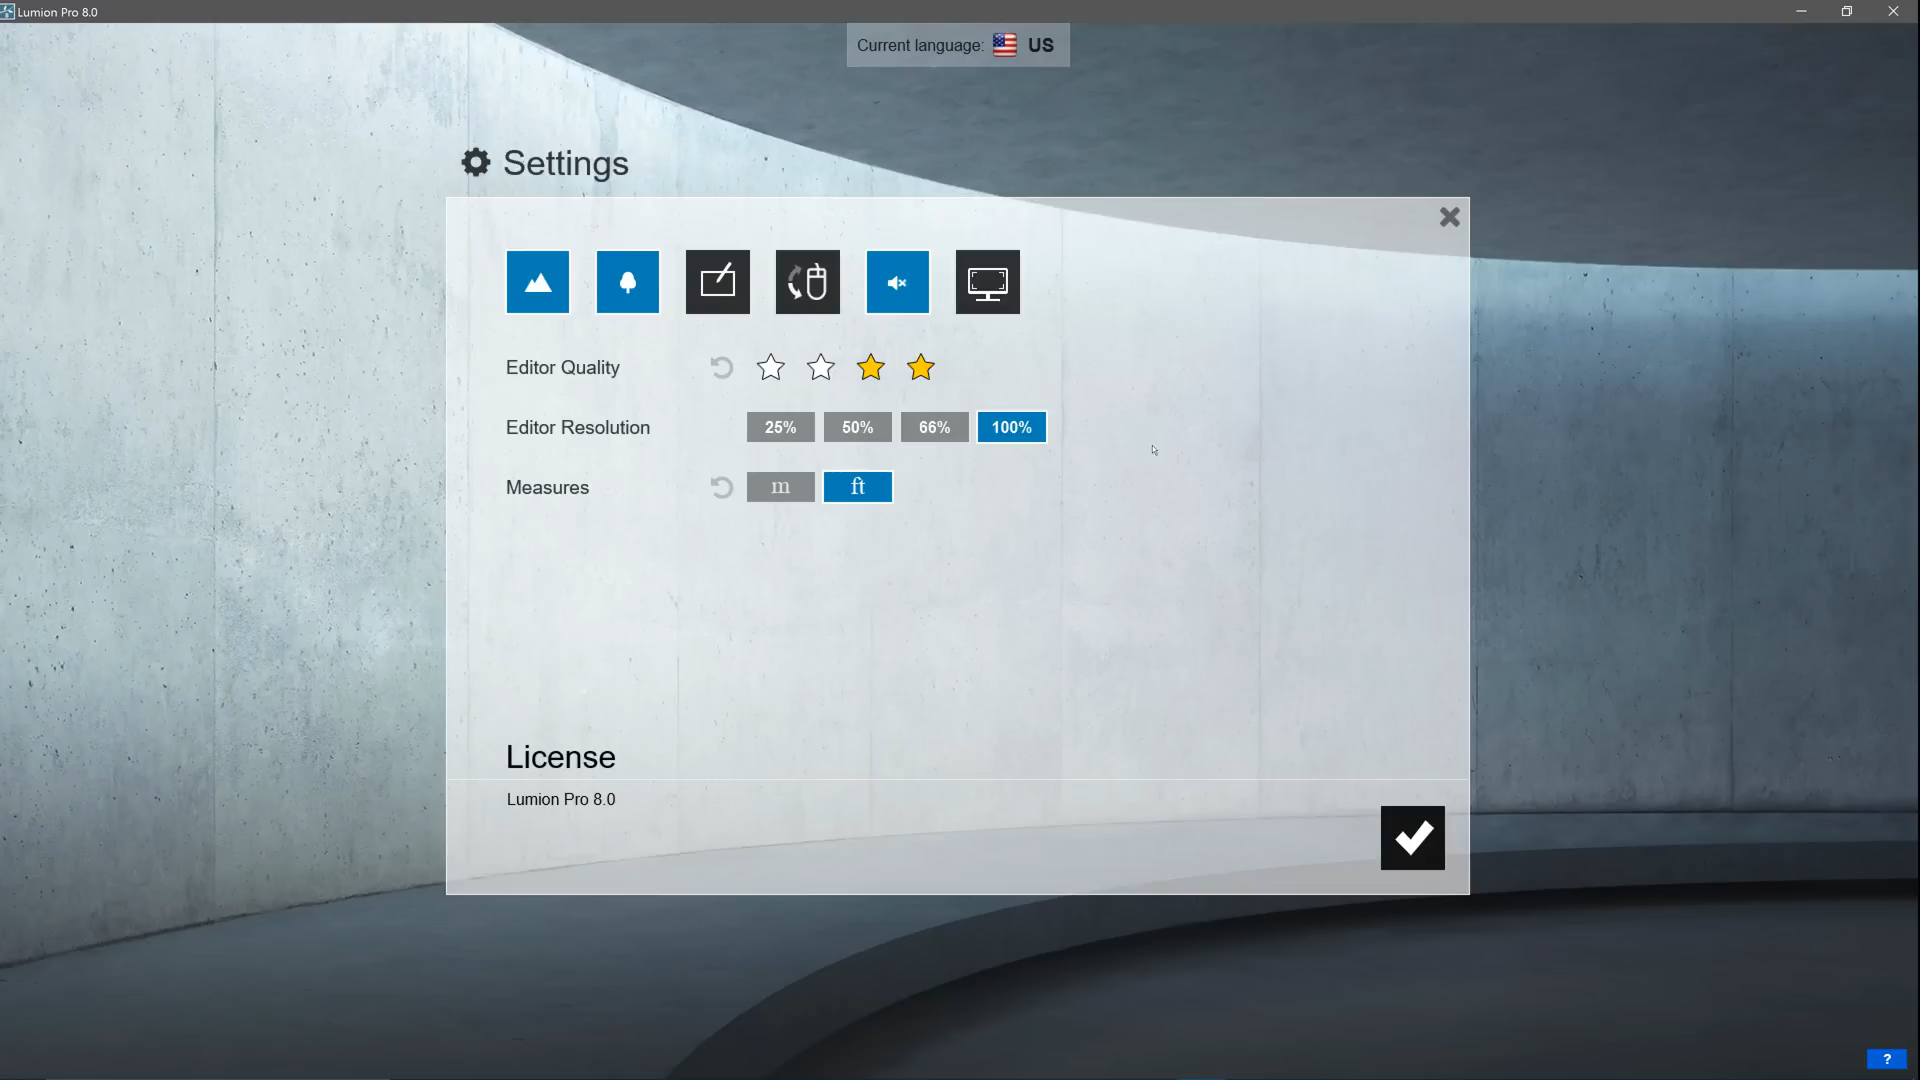 Lumion Pro 8.0
Current language: US
Settings
Editor Quality
Editor Resolution 25% 50% 66% 100%
Measures m ft
License
Lumion Pro 8.0
?